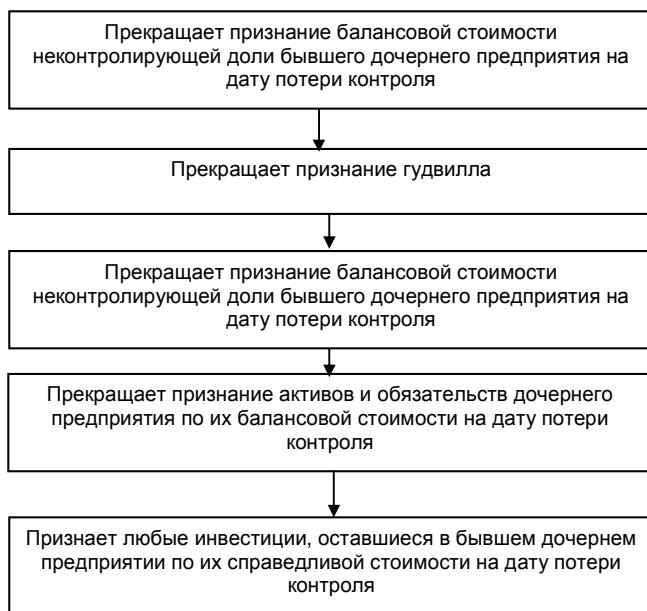 Прекращает признание балансовой стоимости
неконтролирующей доли бывшего дочернего предприятия на
дату потери контроля
Прекращает признание гудвилла
Прекращает признание балансовой стоимости
неконтролирующей доли бывшего дочернего предприятия на
дату потери контроля
Прекращает признание активов и обязательств дочернего
предприятия по их балансовой стоимости на дату потери
контроля
Признает любые инвестиции, оставшиеся в бывшем дочернем
предприятии по их справедливой стоимости на дату потери
контроля